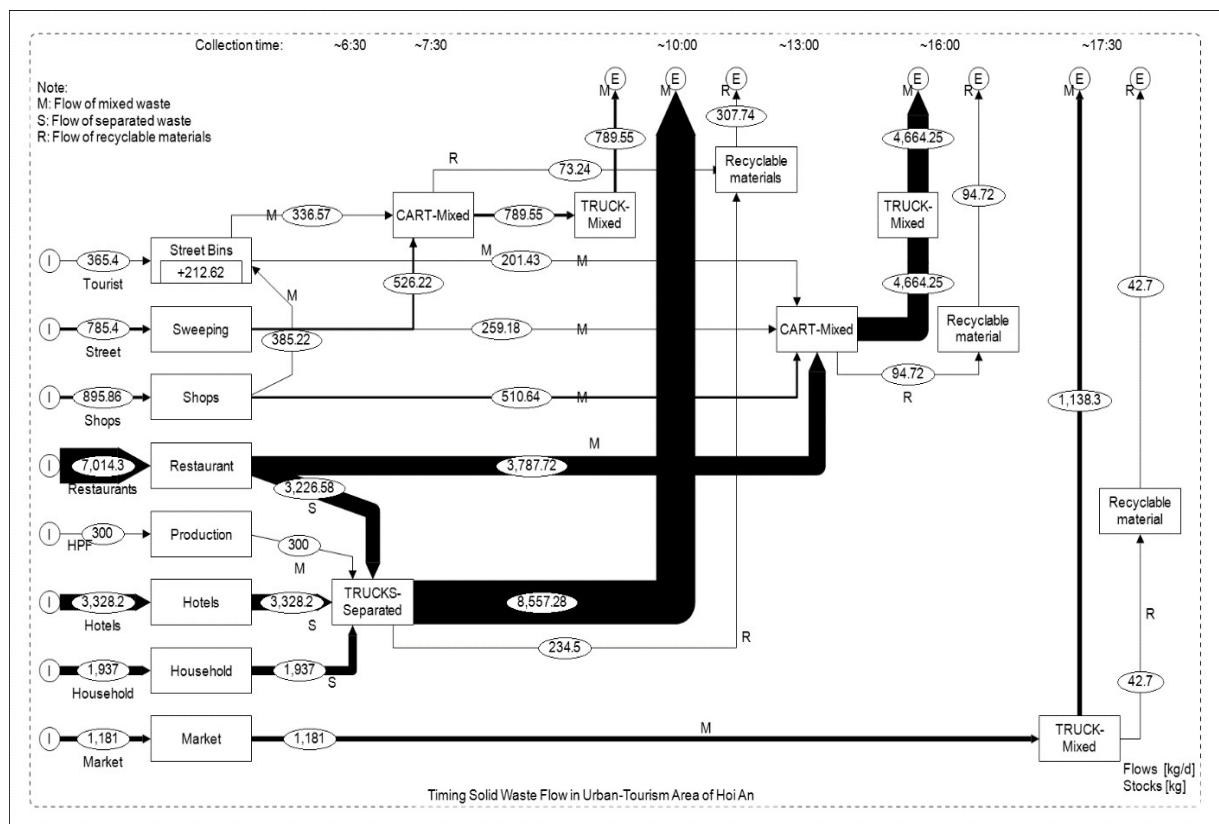 Collection time: ~6:30 ~7:30 ~10:00 ~13:00 ~16:00 ~17:30
Note:
M: Flow of mixed waste
S: Flow of separated waste
R: Flow of recyclable materials
E E E E E E E
M M R M R M R
307.74
789.55
4,664.25
R 73.24
Recyclable
materials
94.72
M 336.57
CART-Mixed
789.55
TRUCK-
Mixed
TRUCK-
Mixed
I 365.4
Tourist
Street Bins
+212.62
M
201.43 M
526.22
4,664.25
42.7
M
I 785.4
Street
Sweeping
385.22
259.18 M
CART-Mixed
Recyclable
material
94.72
R
I 895.86
Shops
Shops
510.64 M
1,138.3
I 7,014.3
Restaurants
Restaurant
M
3,787.72
3,226.58
S
Recyclable
material
I 300
HPF
Production
300
M
I 3,328.2
Hotels
Hotels
3,328.2
S
TRUCKS-
Separated
8,557.28
234.5
R
R
I 1,937
Household
Household
1,937
S
42.7
I 1,181
Market
Market
1,181
M
TRUCK-
Mixed
Flows [kg/d]
Stocks [kg]
Timing Solid Waste Flow in Urban-Tourism Area of Hoi An